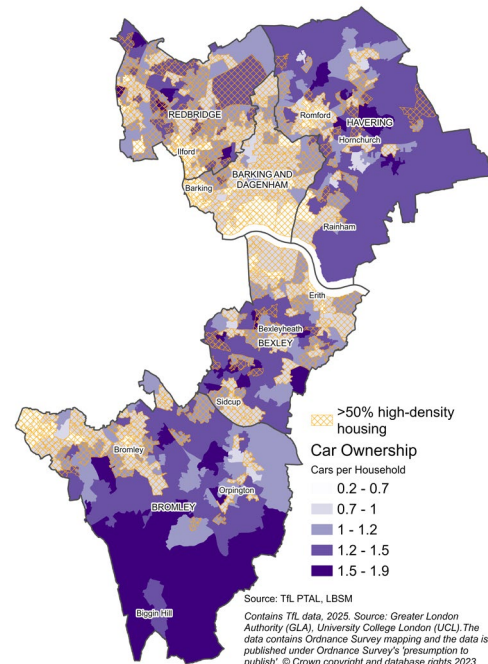 REDBRIDGE
Romford
HAVERING
Hornchurch
Ilford
BARKING AND
DAGENHAM
Barking
Rainham
Erith
Bexleyheath
BEXLEY
Sidcup
Bromley
Orpington
BROMLEY
Biggin Hill
>50% high-density
housing
Car Ownership
Cars per Household
0.2 - 0.7
0.7 - 1
1 - 1.2
1.2 - 1.5
1.5 - 1.9
Source: TfL PTAL, LBSM
Contains TfL data, 2025. Source: Greater London
Authority (GLA), University College London (UCL).The
data contains Ordnance Survey mapping and the data is
published under Ordnance Survey's 'presumption to
publish'. © Crown copyright and database rights 2023